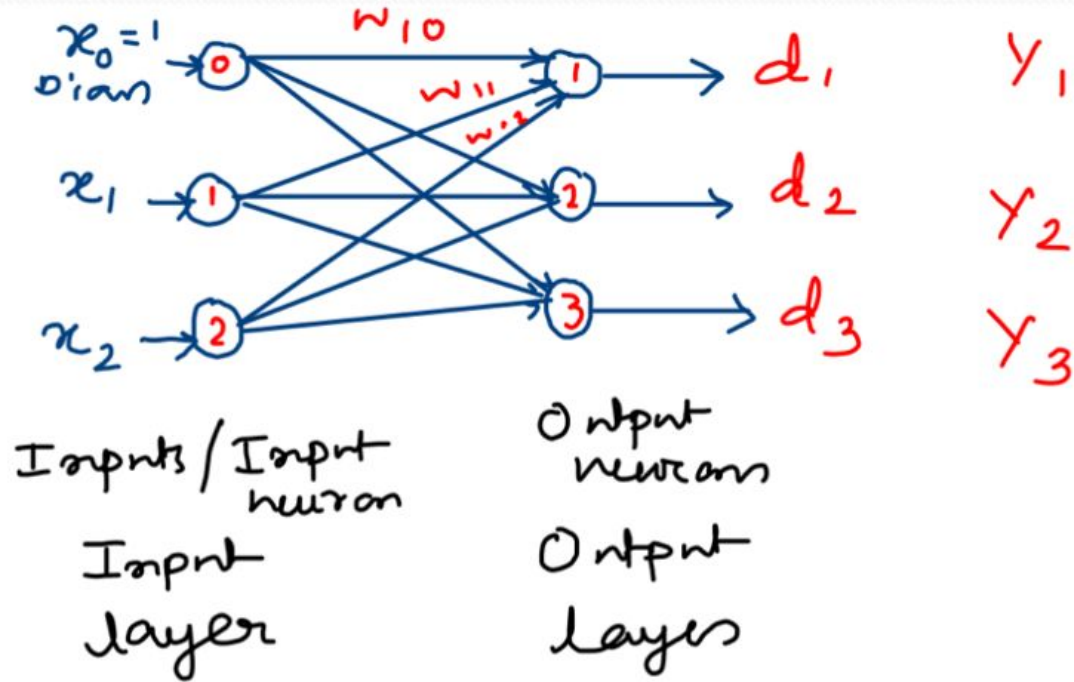 x₀ = 1
Bias
0
w₁₀
1
d₁
Y₁
w₁₁
w₁₂
x₁
1
2
d₂
Y₂
x₂
2
3
d₃
Y₃
Inputs/Input
neuron
Output
neurons
Input
layer
Output
layer